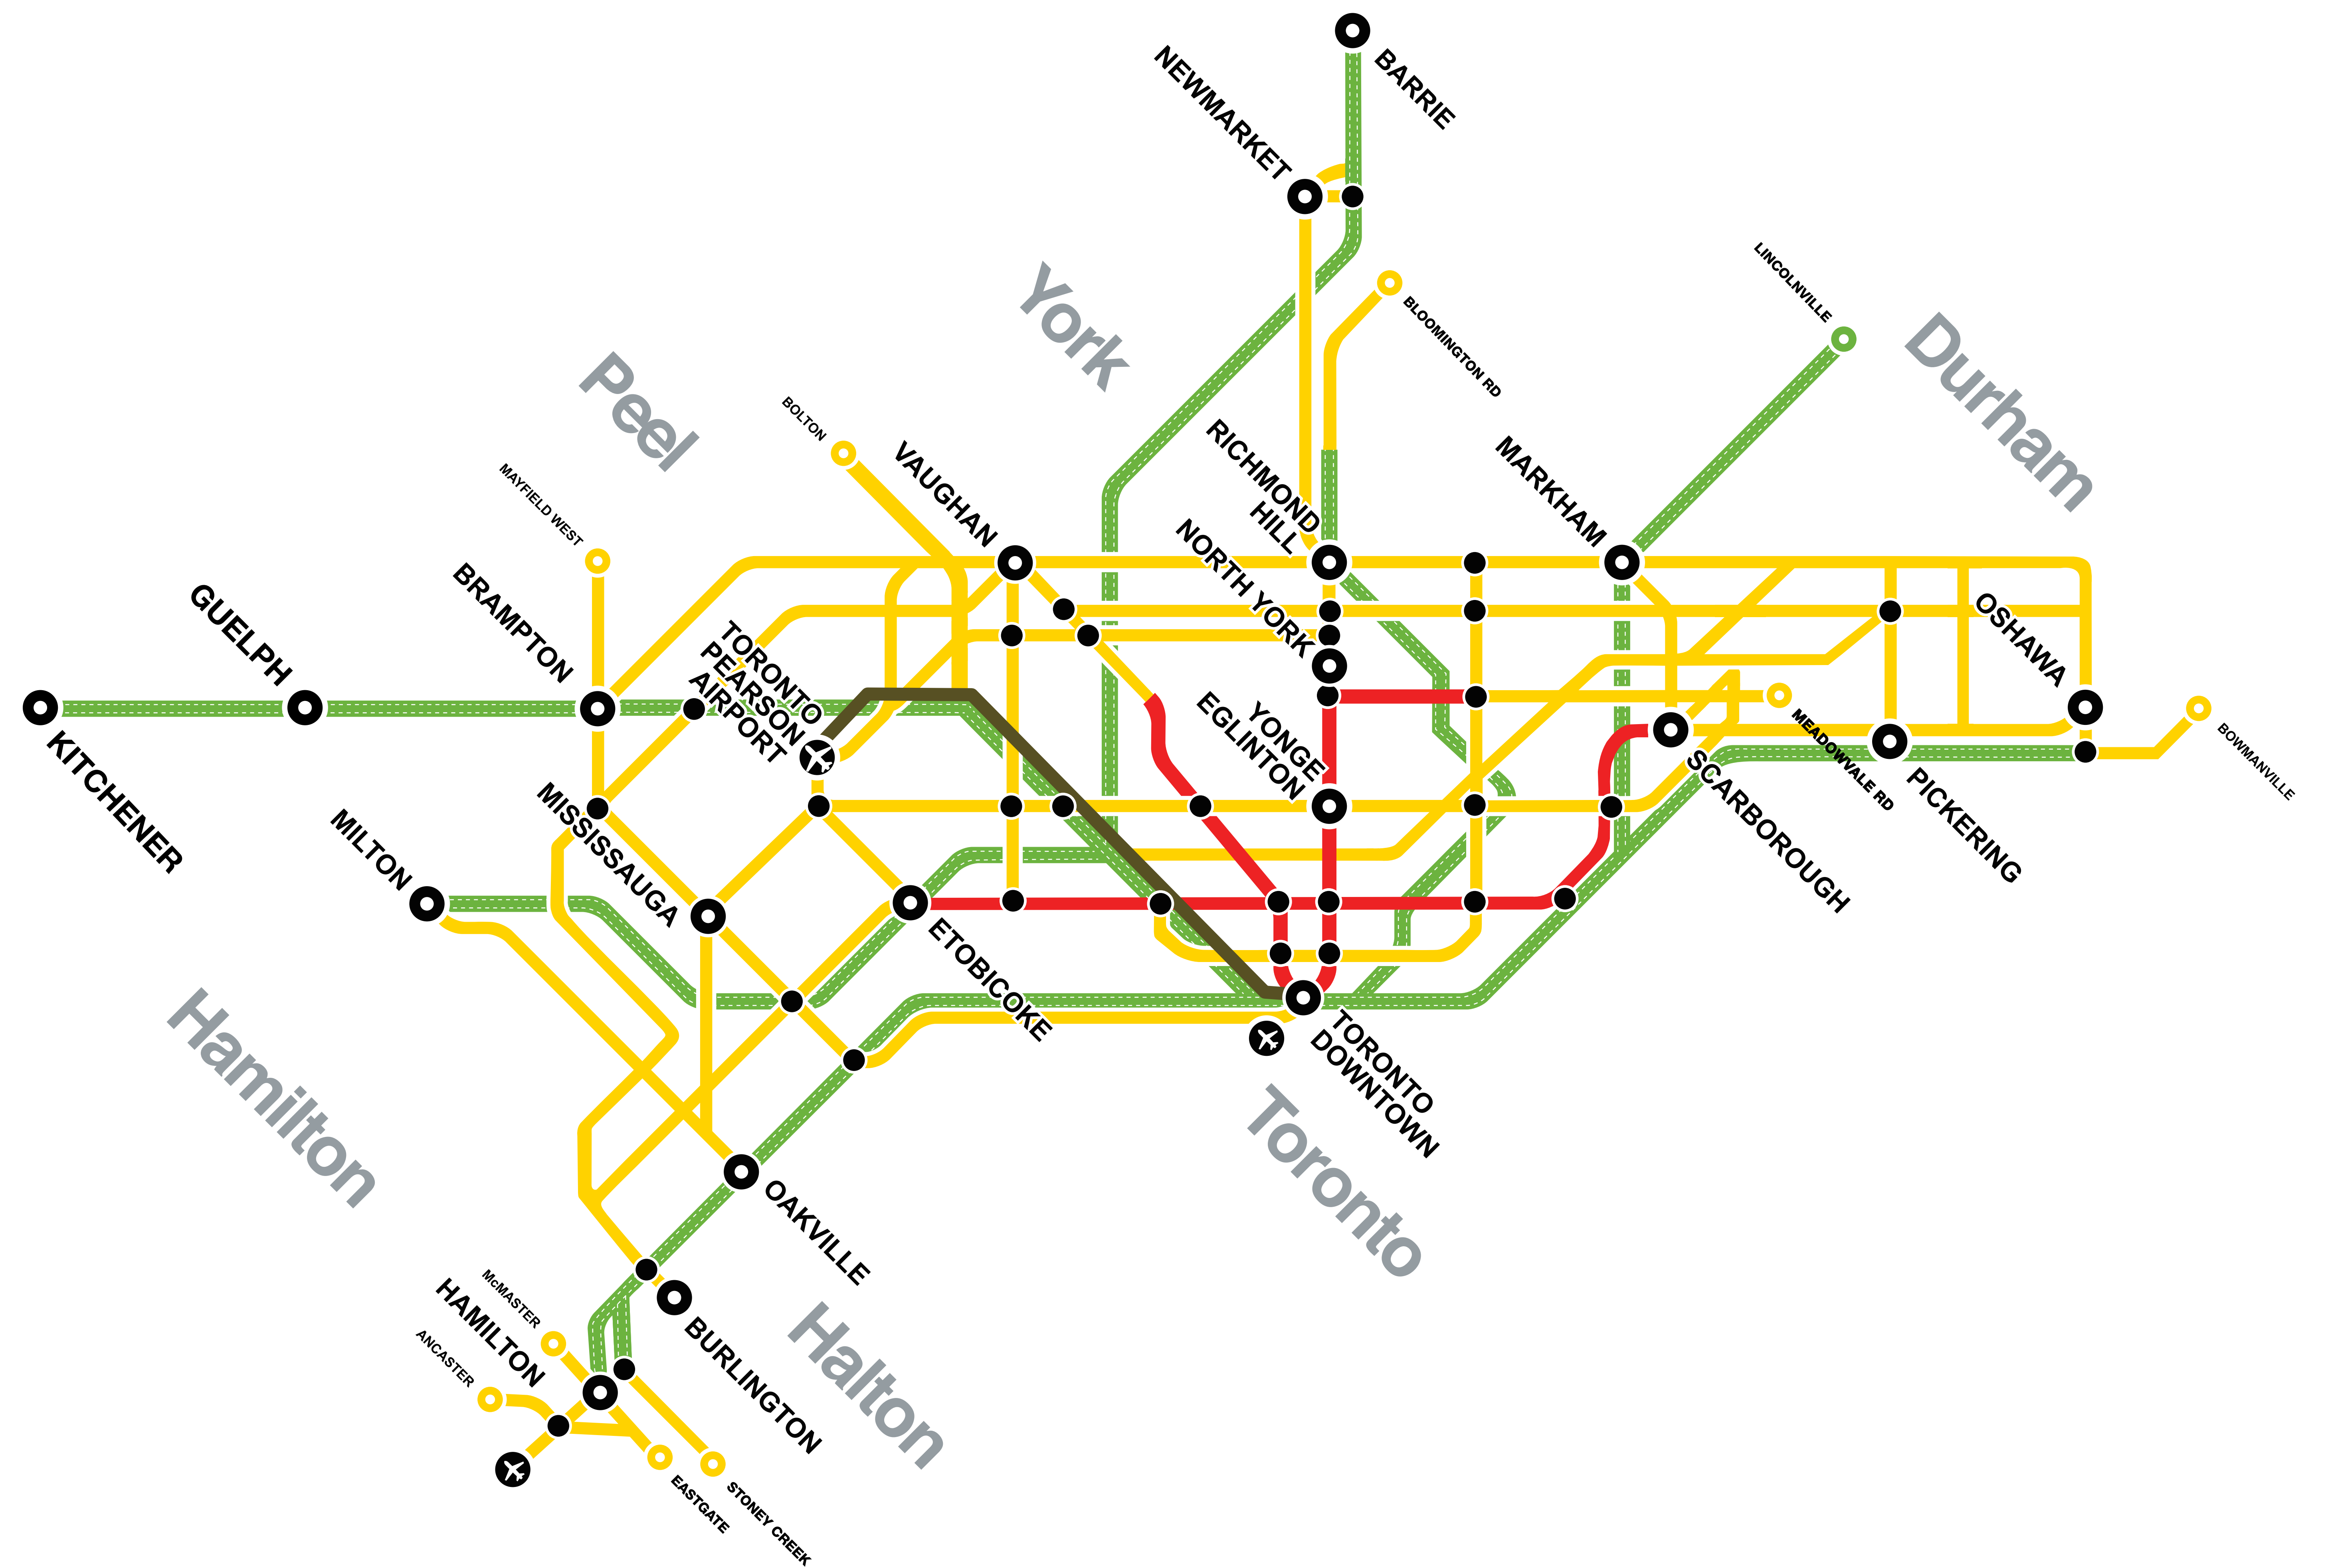 BARRIE
NEWMARKET
LINCOLNVILLE
York
BLOOMINGTON RD
Durham
Peel
BOLTON
VAUGHAN
RICHMOND
HILL
MARKHAM
MAYFIELD WEST
NORTH YORK
BRAMPTON
GUELPH
OSHAWA
TORONTO
PEARSON
AIRPORT
YONGE
EGLINTON
MEADOWVALE RD
BOWMANVILLE
KITCHENER
MISSISSAUGA
MILTON
SCARBOROUGH
PICKERING
ETOBICOKE
Hamilton
TORONTO
DOWNTOWN
Toronto
OAKVILLE
McMASTER
HAMILTON
ANCASTER
BURLINGTON
Halton
EASTGATE
STONEY CREEK